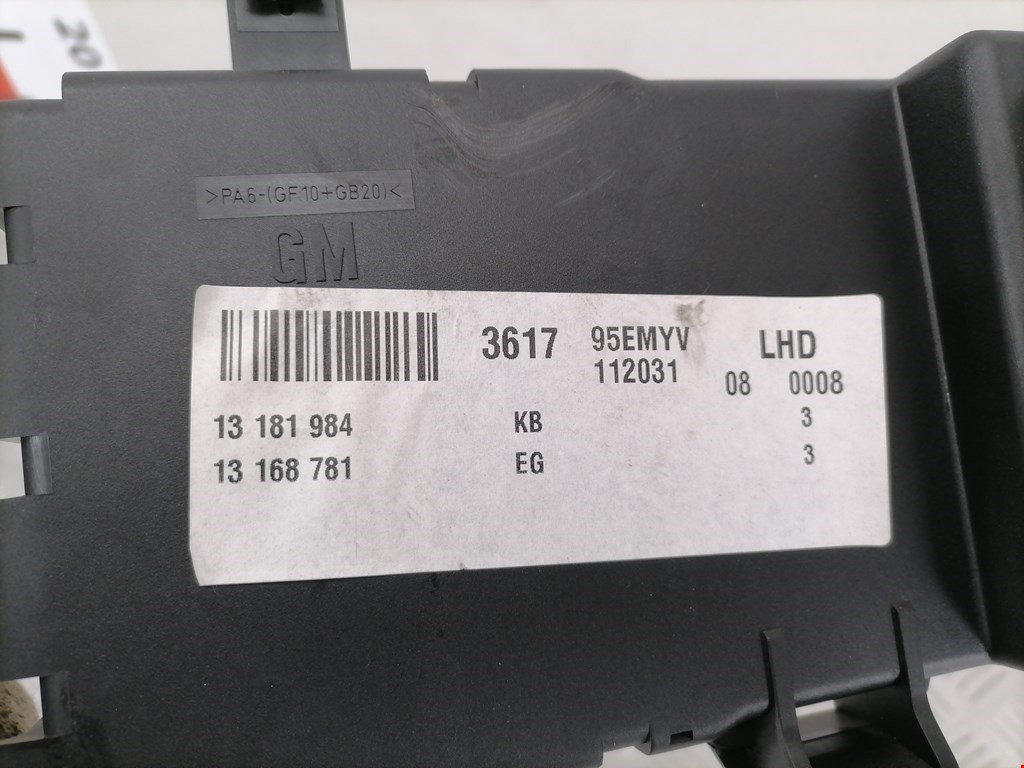 20
>PA6-(GF10+GB20)<
GM
3617 95EMYV LHD
112031 08 0008
13 181 984 KB 3
13 168 781 EG 3